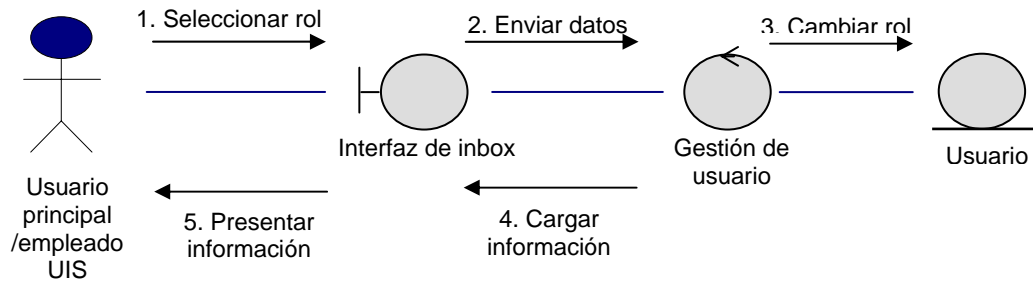 1. Seleccionar rol
2. Enviar datos
3. Cambiar rol
Interfaz de inbox
Gestión de
usuario
Usuario
Usuario
principal
/empleado
UIS
5. Presentar
información
4. Cargar
información